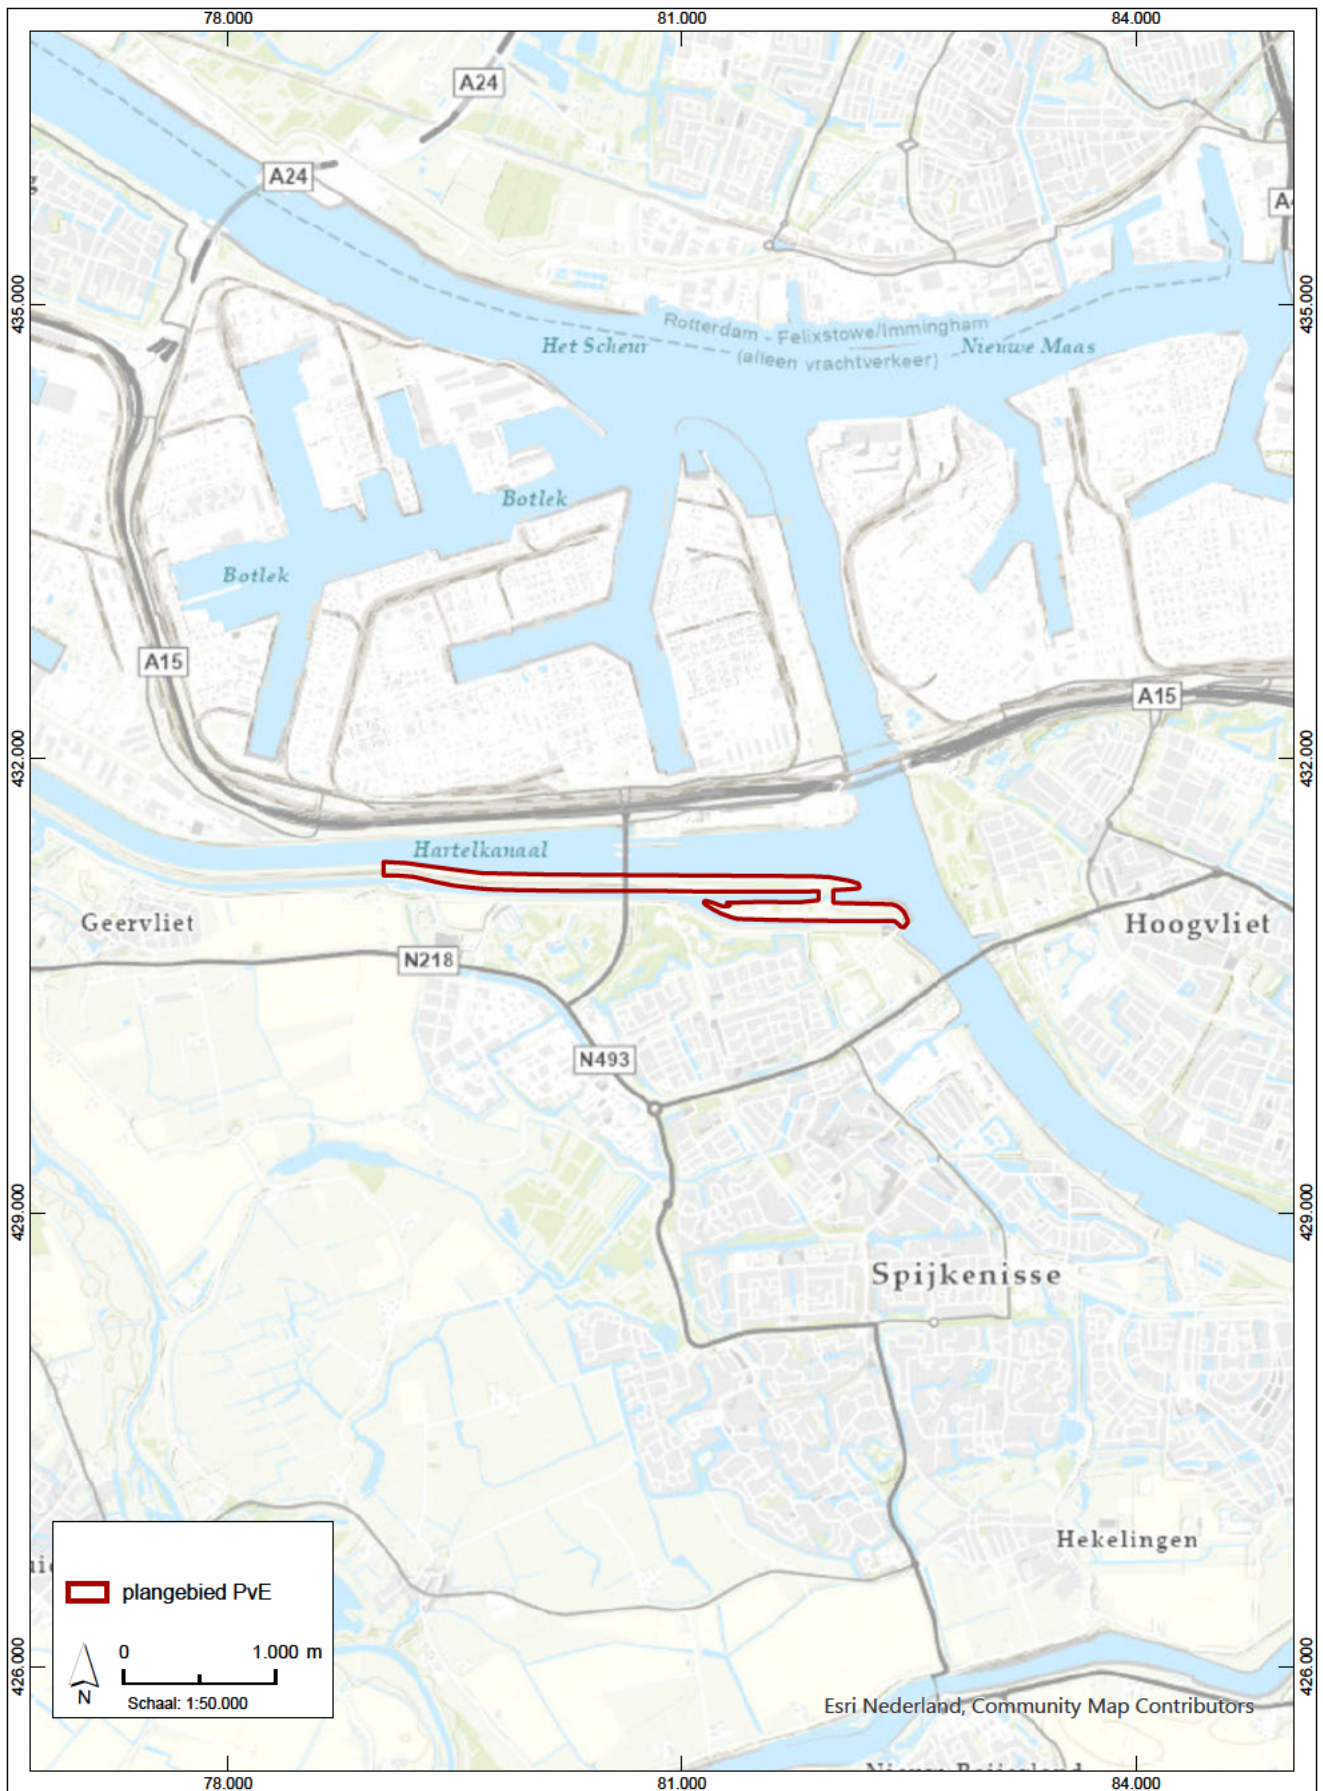 78.000
81.000
84.000
A24
A24
435.000
435.000
Rotterdam - Felixstowe/Immingham
Het Scheur
(alleen vrachtverkeer)
Nieuwe Maas
Botlek
Botlek
A15
A15
432.000
432.000
Hartelkanaal
Geervliet
Hoogvliet
N218
N493
429.000
429.000
Spijkenisse
Hekelingen
plangebied PvE
0
1.000 m
N
Schaal: 1:50.000
426.000
426.000
Esri Nederland, Community Map Contributors
78.000
81.000
84.000